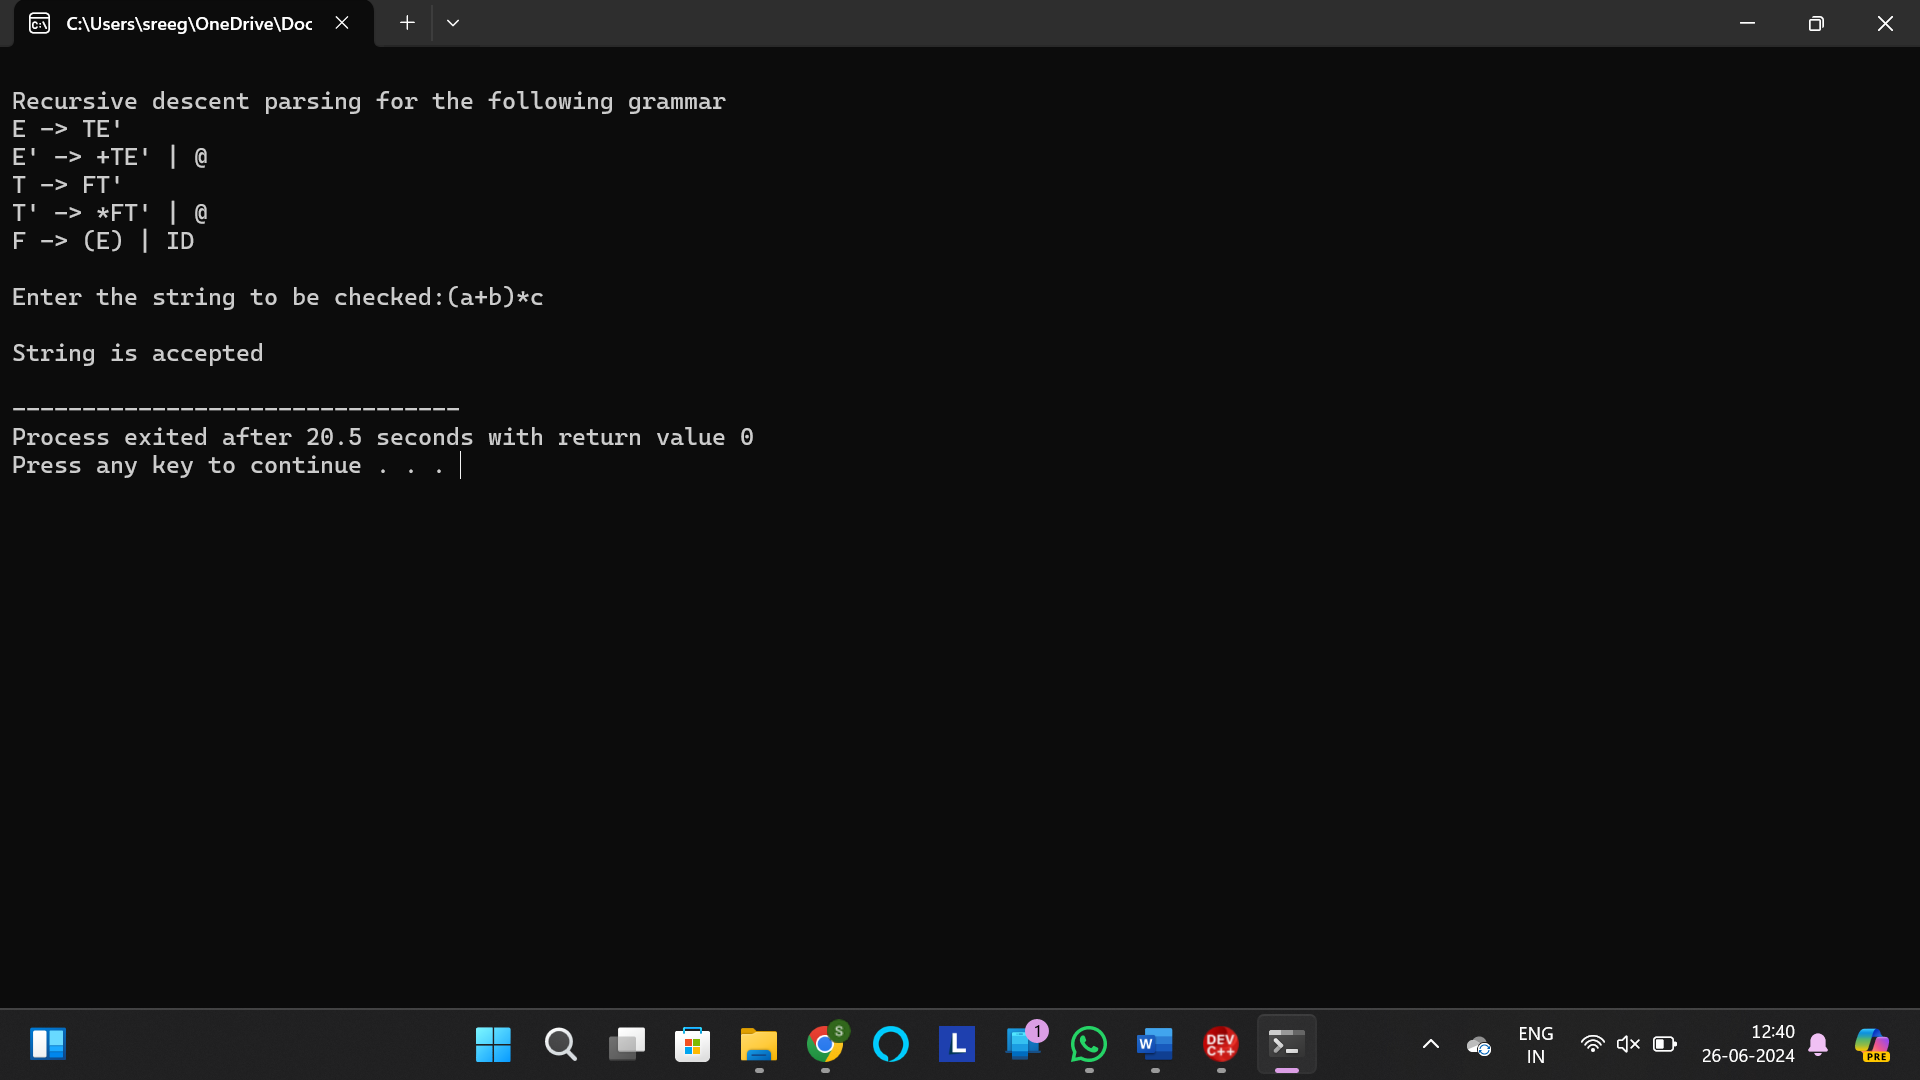 C:\Users\sreeg\OneDrive\Doc
Recursive descent parsing for the following grammar
E -> TE'
E' -> +TE' | @
T -> FT'
T' -> *FT' | @
F -> (E) | ID
Enter the string to be checked:(a+b)*c
String is accepted
--------------------------------
Process exited after 20.5 seconds with return value 0
Press any key to continue . . .
S
L
1
W
DEV
C++
ENG
IN
12:40
26-06-2024
PRE